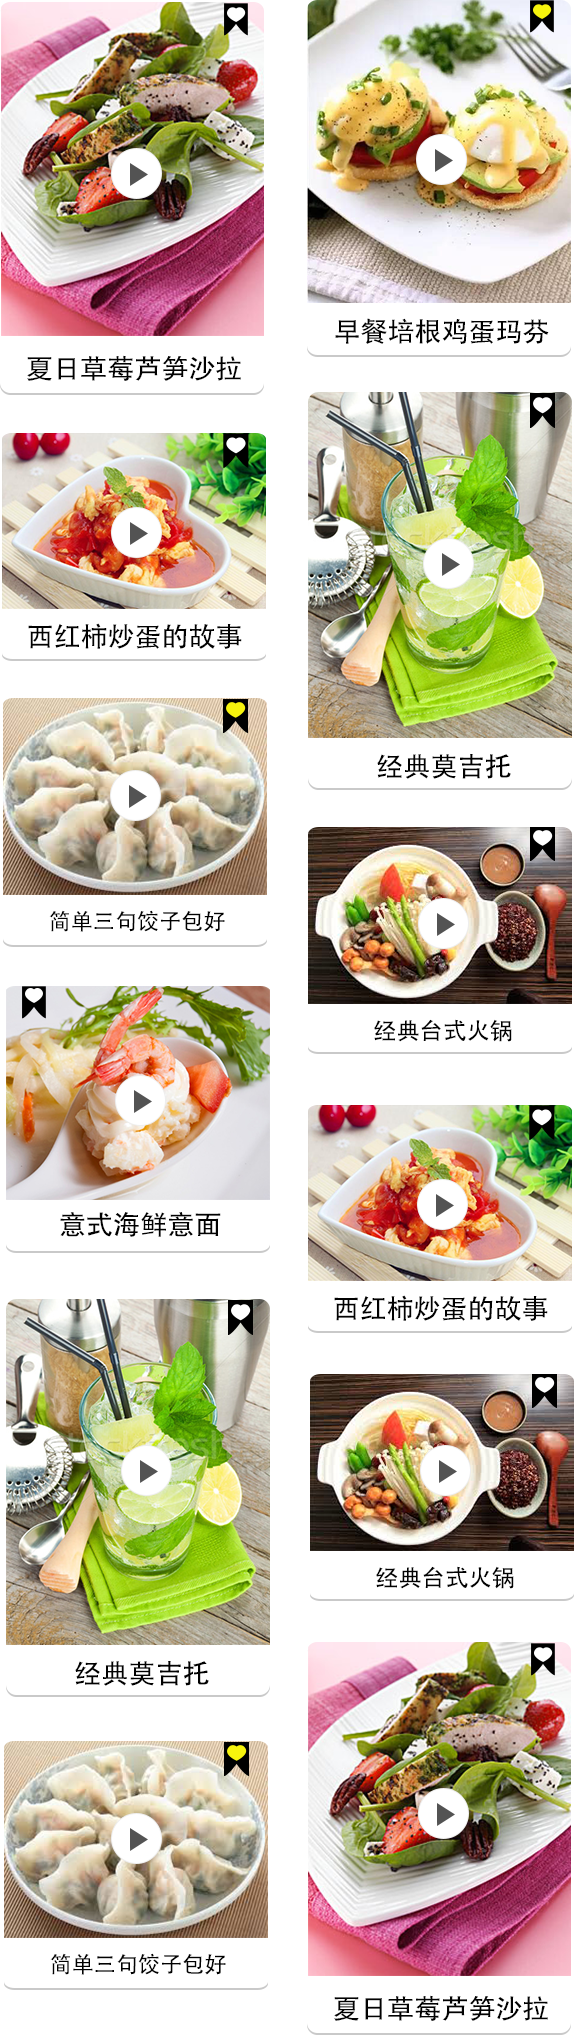 夏日草莓芦笋沙拉
西红柿炒蛋的故事
简单三句饺子包好
意式海鲜意面
经典莫吉托
简单三句饺子包好
早餐培根鸡蛋玛芬
经典莫吉托
经典台式火锅
西红柿炒蛋的故事
经典台式火锅
夏日草莓芦笋沙拉